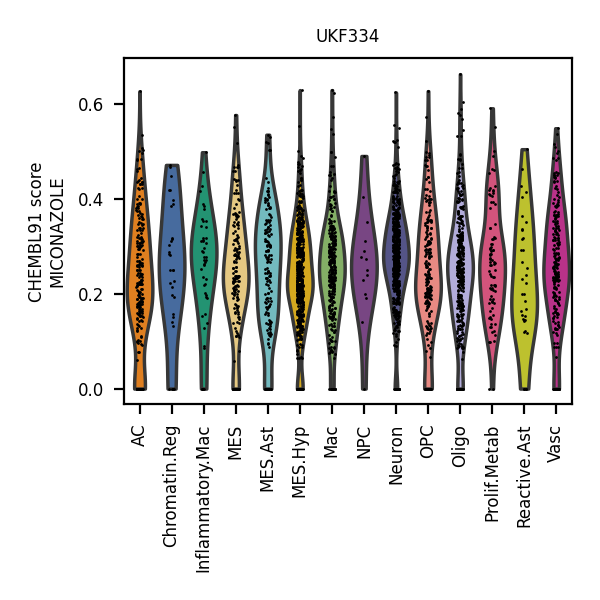 UKF334
CHEMBL91 score
MICONAZOLE
0.6
0.4
0.2
0.0
AC
Chromatin.Reg
Inflammatory.Mac
MES
MES.Ast
MES.Hyp
Mac
NPC
Neuron
OPC
Oligo
Prolif.Metab
Reactive.Ast
Vasc